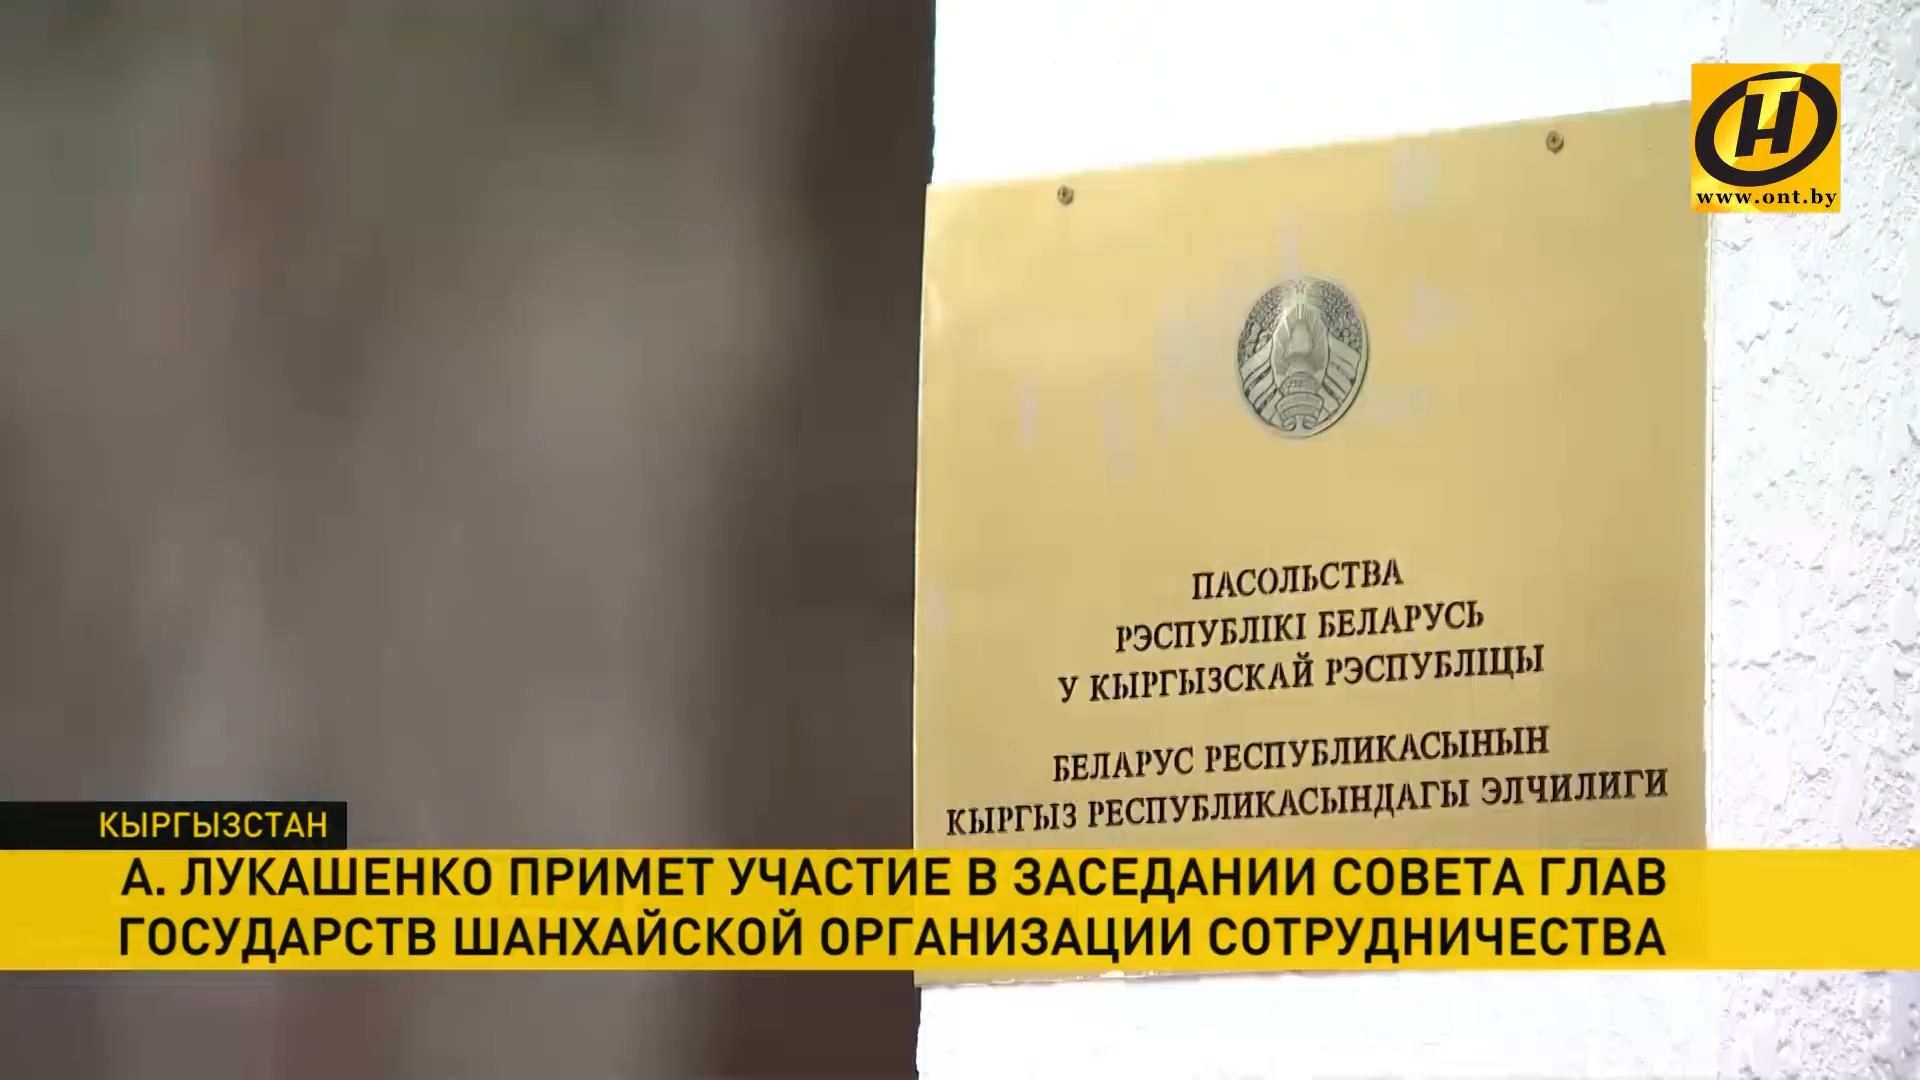 ОНТ
www.ont.by
ПАСОЛЬСТВА
РЭСПУБЛІКІ БЕЛАРУСЬ
У КЫРГЫЗСКАЙ РЭСПУБЛІЦЫ
БЕЛАРУС РЕСПУБЛИКАСЫНЫН
КЫРГЫЗ РЕСПУБЛИКАСЫНДАГЫ ЭЛЧИЛИГИ
КЫРГЫЗСТАН
А. ЛУКАШЕНКО ПРИМЕТ УЧАСТИЕ В ЗАСЕДАНИИ СОВЕТА ГЛАВ
ГОСУДАРСТВ ШАНХАЙСКОЙ ОРГАНИЗАЦИИ СОТРУДНИЧЕСТВА